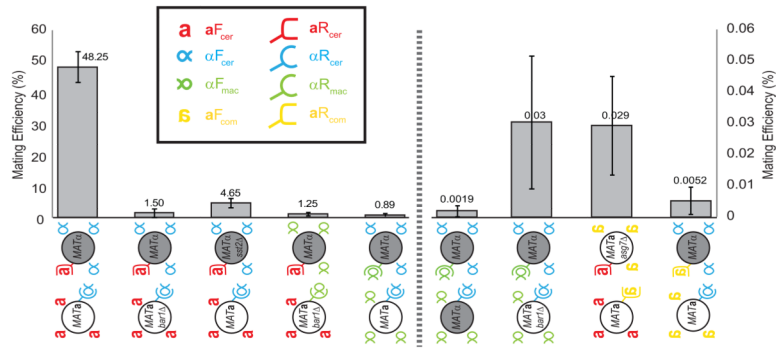 Mating Efficiency (%)
60
50
40
30
20
10
0
a aF_cer aR_cer
α αF_cer αR_cer
αF_mac αR_mac
a aF_com aR_com
48.25
1.50
4.65
1.25
0.89
0.0019
0.03
0.029
0.0052
0.06
0.05
0.04
0.03
0.02
0.01
0
Mating Efficiency (%)
MATα
MATα
MATα
sst2Δ
MATα
MATα
MATα
MATα
MATa
asg7Δ
MATα
MATa
MATa
bar1Δ
MATa
MATa
bar1Δ
MATa
MATα
MATa
bar1Δ
MATa
MATa